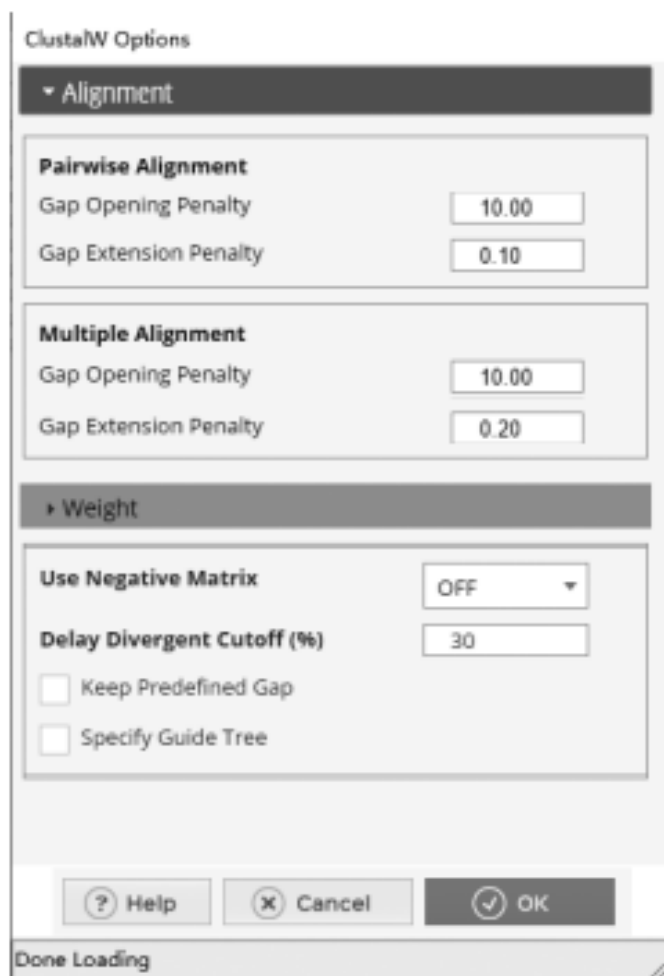 ClustalW Options
Alignment
Pairwise Alignment
Gap Opening Penalty 10.00
Gap Extension Penalty 0.10
Multiple Alignment
Gap Opening Penalty 10.00
Gap Extension Penalty 0.20
Weight
Use Negative Matrix OFF
Delay Divergent Cutoff (%) 30
Keep Predefined Gap
Specify Guide Tree
? Help Cancel OK
Done Loading